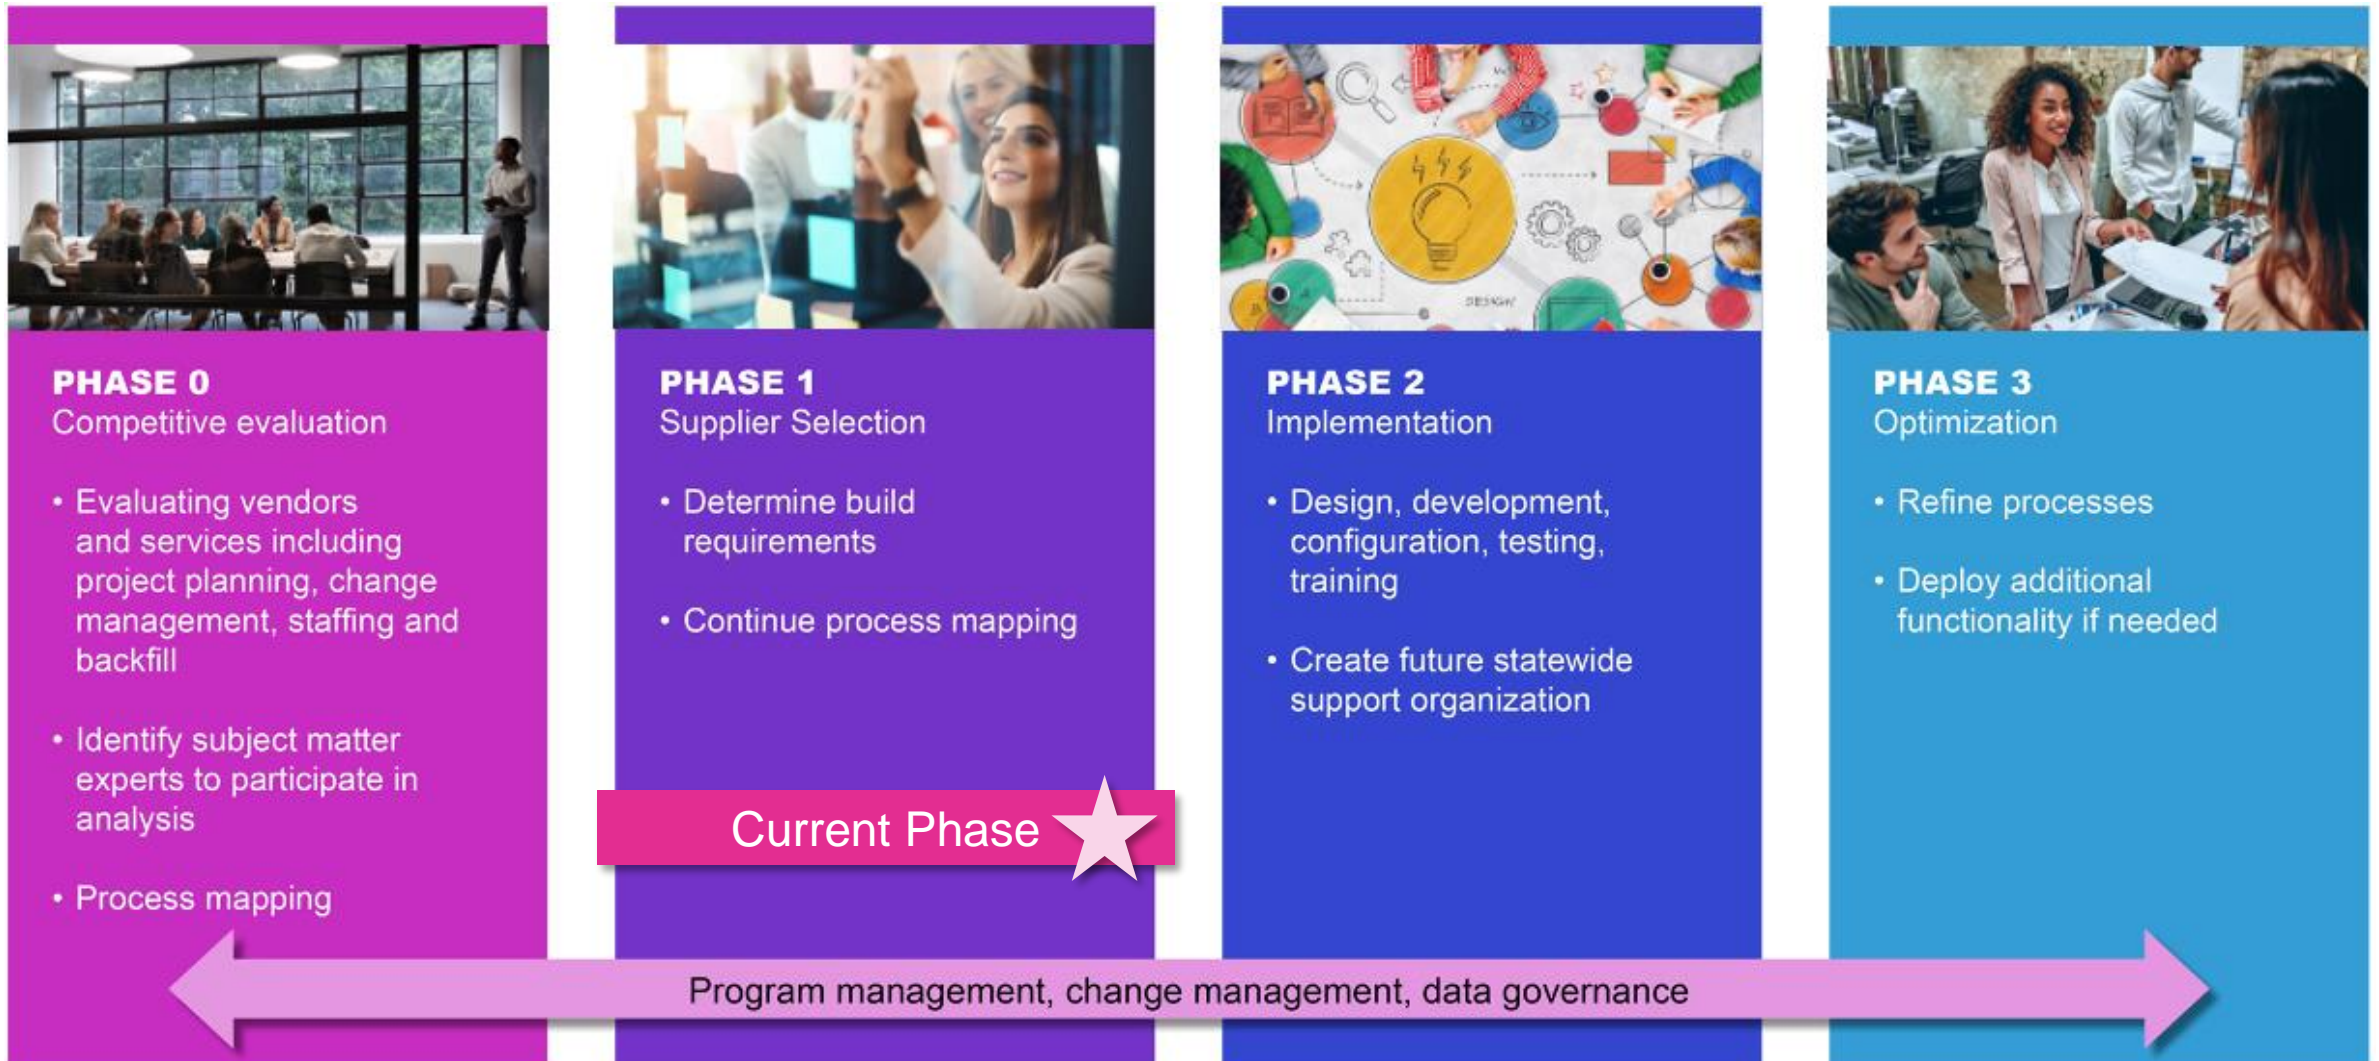 PHASE 0
Competitive evaluation
• Evaluating vendors
and services including
project planning, change
management, staffing and
backfill
• Identify subject matter
experts to participate in
analysis
• Process mapping
PHASE 1
Supplier Selection
• Determine build
requirements
• Continue process mapping
Current Phase
PHASE 2
Implementation
• Design, development,
configuration, testing,
training
• Create future statewide
support organization
PHASE 3
Optimization
• Refine processes
• Deploy additional
functionality if needed
Program management, change management, data governance
DESIGN